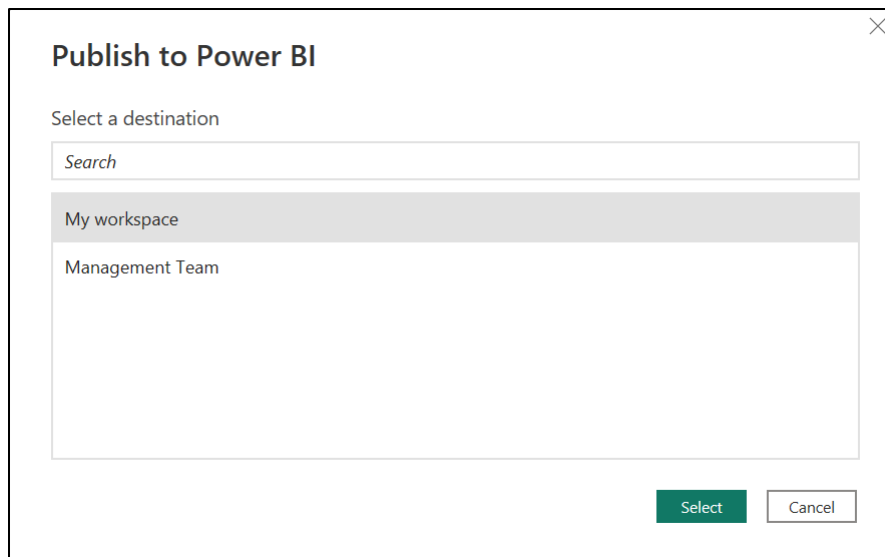 Publish to Power BI
Select a destination
Search
My workspace
Management Team
Select Cancel